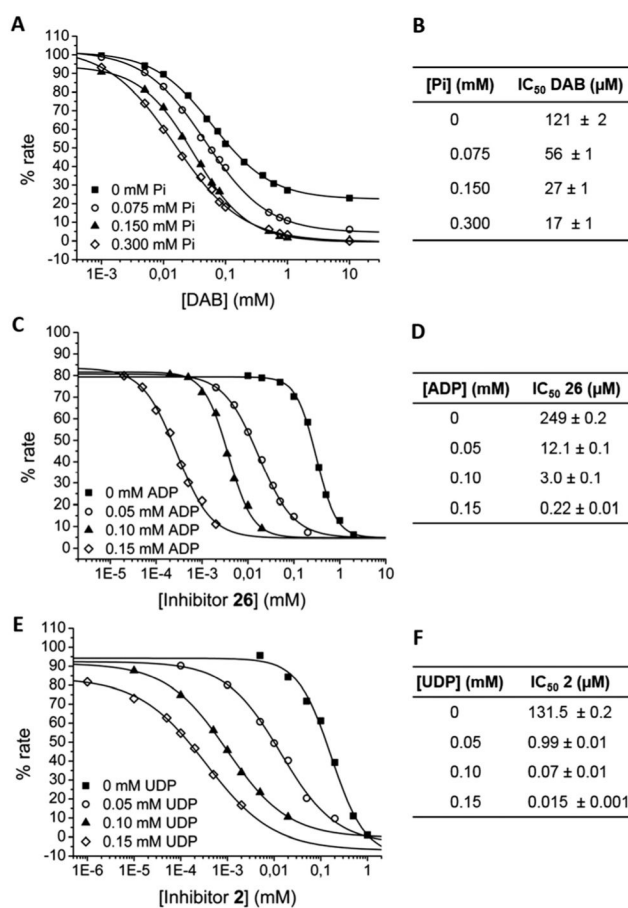 A
110
100
90
80
70
60
50
40
30
20
10
0
-10
% rate
0 mM Pi
0.075 mM Pi
0.150 mM Pi
0.300 mM Pi
1E-3 0,01 0,1 1 10
[DAB] (mM)
B
[Pi] (mM) IC50 DAB (µM)
0 121 ± 2
0.075 56 ± 1
0.150 27 ± 1
0.300 17 ± 1
C
100
90
80
70
60
50
40
30
20
10
0
% rate
0 mM ADP
0.05 mM ADP
0.10 mM ADP
0.15 mM ADP
1E-5 1E-4 1E-3 0,01 0,1 1 10
[Inhibitor 26] (mM)
D
[ADP] (mM) IC50 26 (µM)
0 249 ± 0.2
0.05 12.1 ± 0.1
0.10 3.0 ± 0.1
0.15 0.22 ± 0.01
E
110
100
90
80
70
60
50
40
30
20
10
0
-10
% rate
0 mM UDP
0.05 mM UDP
0.10 mM UDP
0.15 mM UDP
1E-6 1E-5 1E-4 1E-3 0,01 0,1 1
[Inhibitor 2] (mM)
F
[UDP] (mM) IC50 2 (µM)
0 131.5 ± 0.2
0.05 0.99 ± 0.01
0.10 0.07 ± 0.01
0.15 0.015 ± 0.001